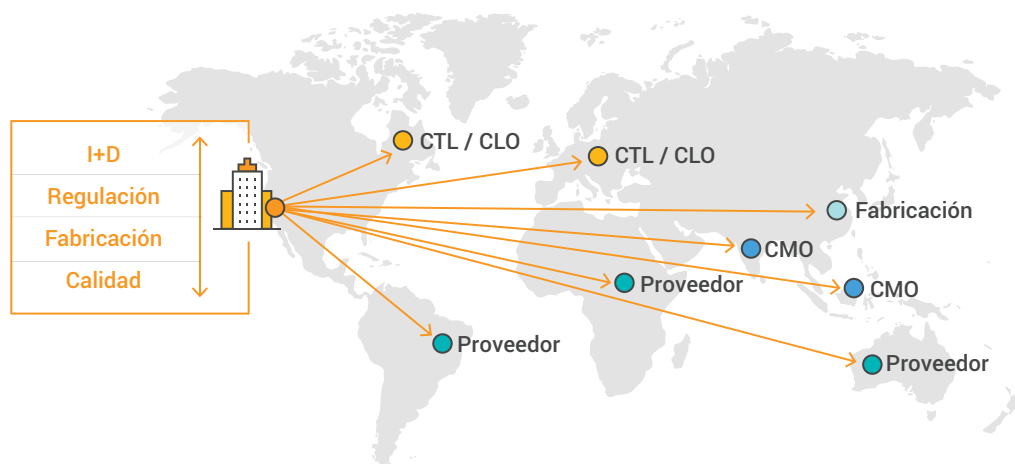 I+D
Regulación
Fabricación
Calidad
CTL / CLO
CTL / CLO
Fabricación
CMO
Proveedor
CMO
Proveedor
Proveedor